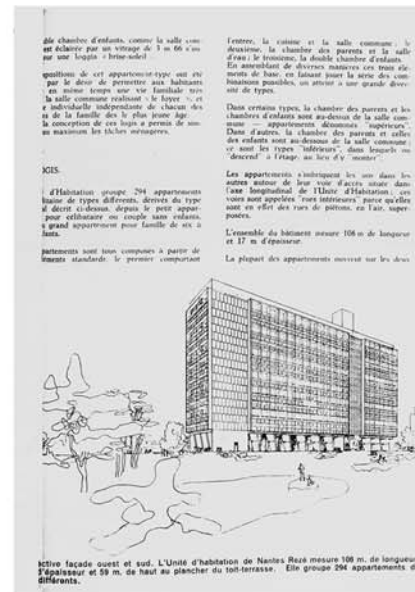 ble chambre d'enfants, comme la salle com-
est éclairée par un vitrage de 3 m 66 s'ou-
sur une loggia « brise-soleil
positions de cet appartement-type ont été
par le désir de permettre aux habitants
en même temps une vie familiale très
la salle commune réalisant « le foyer », et
e individuelle indépendante de chacun des
s de la famille dès le plus jeune âge.
la conception de ces logis a permis de
au maximum les tâches ménagères.
GIS.
d'Habitation groupe 294 appartements
de types différents, dérivés du type
l décrit ci-dessus, depuis le petit appar-
pour célibataire ou couple sans enfants,
grand appartement pour famille de six à
fants.
partements sont tous composés à partir de
éments standards, le premier comportant
l'entrée, la cuisine et la salle commune ; le
deuxième, la chambre des parents et la salle
d'eau ; le troisième, la double chambre d'enfants.
En assemblant de diverses manières ces trois élé-
ments de base, en faisant jouer la série des com-
binaisons possibles, on atteint à une grande diver-
sité de types.
Dans certains types, la chambre des parents et les
chambres d'enfants sont au-dessus de la salle com-
mune — appartements dénommés "supérieurs".
Dans d'autres, la chambre des parents et celles
des enfants sont au-dessous de la salle commune ;
ce sont les types "inférieurs", dans lesquels on
"descend" à l'étage, au lieu d'y "monter".
Les appartements s'imbriquent les uns dans les
autres autour de leur voie d'accès située dans
l'axe longitudinal de l'Unité d'Habitation ; ces
voies sont appelées "rues intérieures" parce qu'elles
sont en effet des rues de piétons, en l'air, super-
posées.
L'ensemble du bâtiment mesure 108 m de longueur
et 17 m d'épaisseur.
La plupart des appartements ouvrent sur les deux
ective façade ouest et sud. L'Unité d'habitation de Nantes Rezé mesure 108 m. de longueur
d'épaisseur et 59 m. de haut au plancher du toit-terrasse. Elle groupe 294 appartements d
différents.